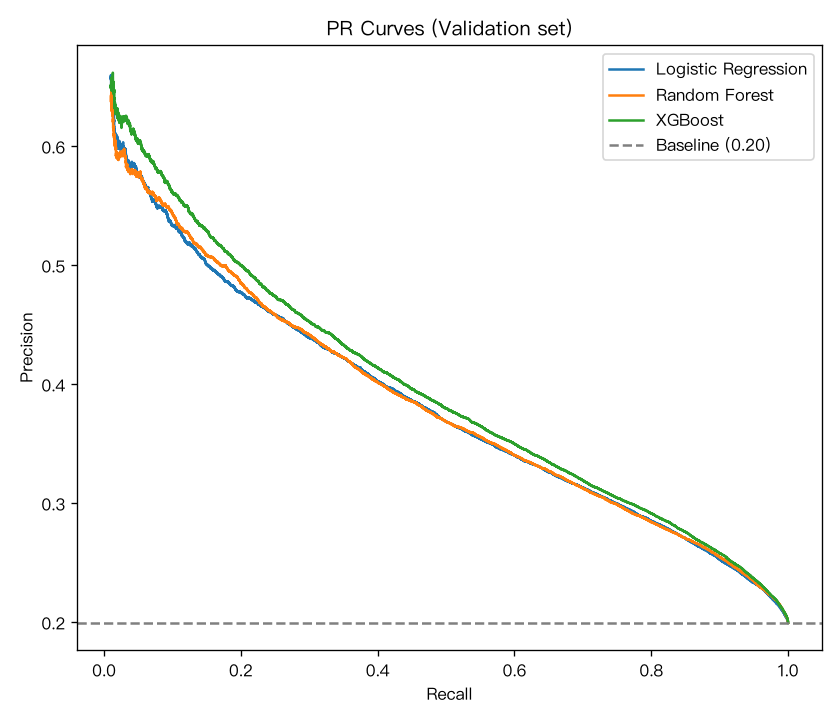 PR Curves (Validation set)
Logistic Regression
Random Forest
XGBoost
Baseline (0.20)
Precision
0.6
0.5
0.4
0.3
0.2
0.0 0.2 0.4 0.6 0.8 1.0
Recall